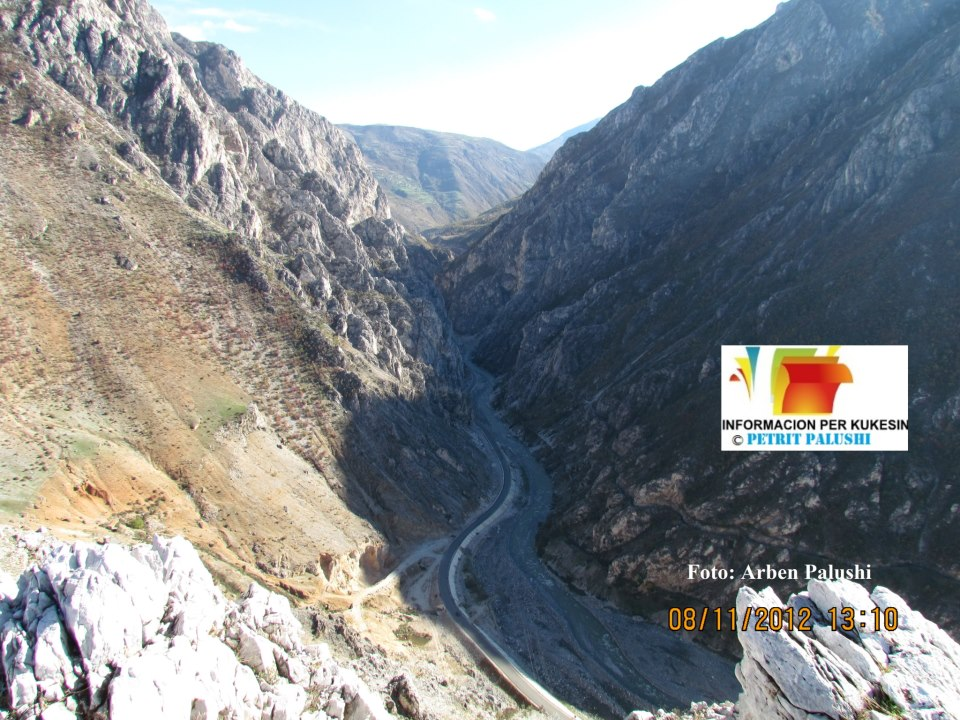 INFORMACION PER KUKESIN
© PETRIT PALUSHI
Foto: Arben Palushi
08/11/2012 13:10